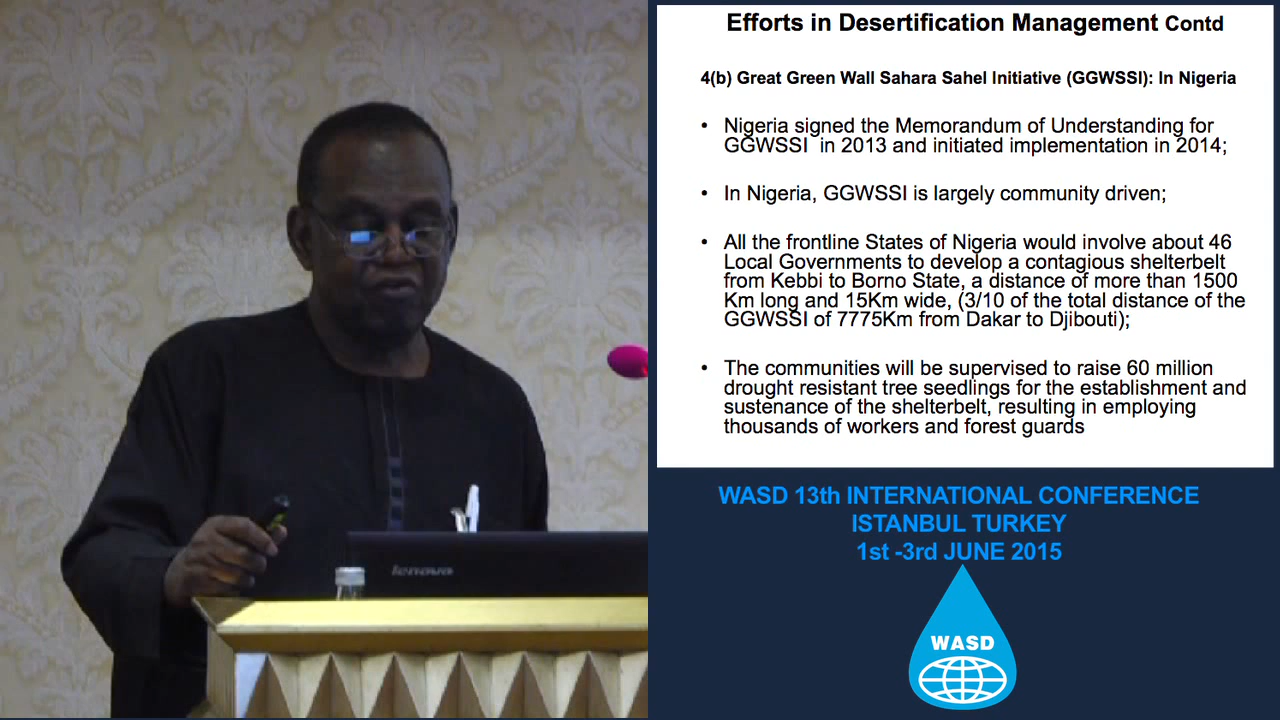 Efforts in Desertification Management Contd
4(b) Great Green Wall Sahara Sahel Initiative (GGWSSI): In Nigeria
• Nigeria signed the Memorandum of Understanding for
GGWSSI in 2013 and initiated implementation in 2014;
• In Nigeria, GGWSSI is largely community driven;
• All the frontline States of Nigeria would involve about 46
Local Governments to develop a contagious shelterbelt
from Kebbi to Borno State, a distance of more than 1500
Km long and 15Km wide, (3/10 of the total distance of the
GGWSSI of 7775Km from Dakar to Djibouti);
• The communities will be supervised to raise 60 million
drought resistant tree seedlings for the establishment and
sustenance of the shelterbelt, resulting in employing
thousands of workers and forest guards
WASD 13th INTERNATIONAL CONFERENCE
ISTANBUL TURKEY
1st -3rd JUNE 2015
WASD
lenovo